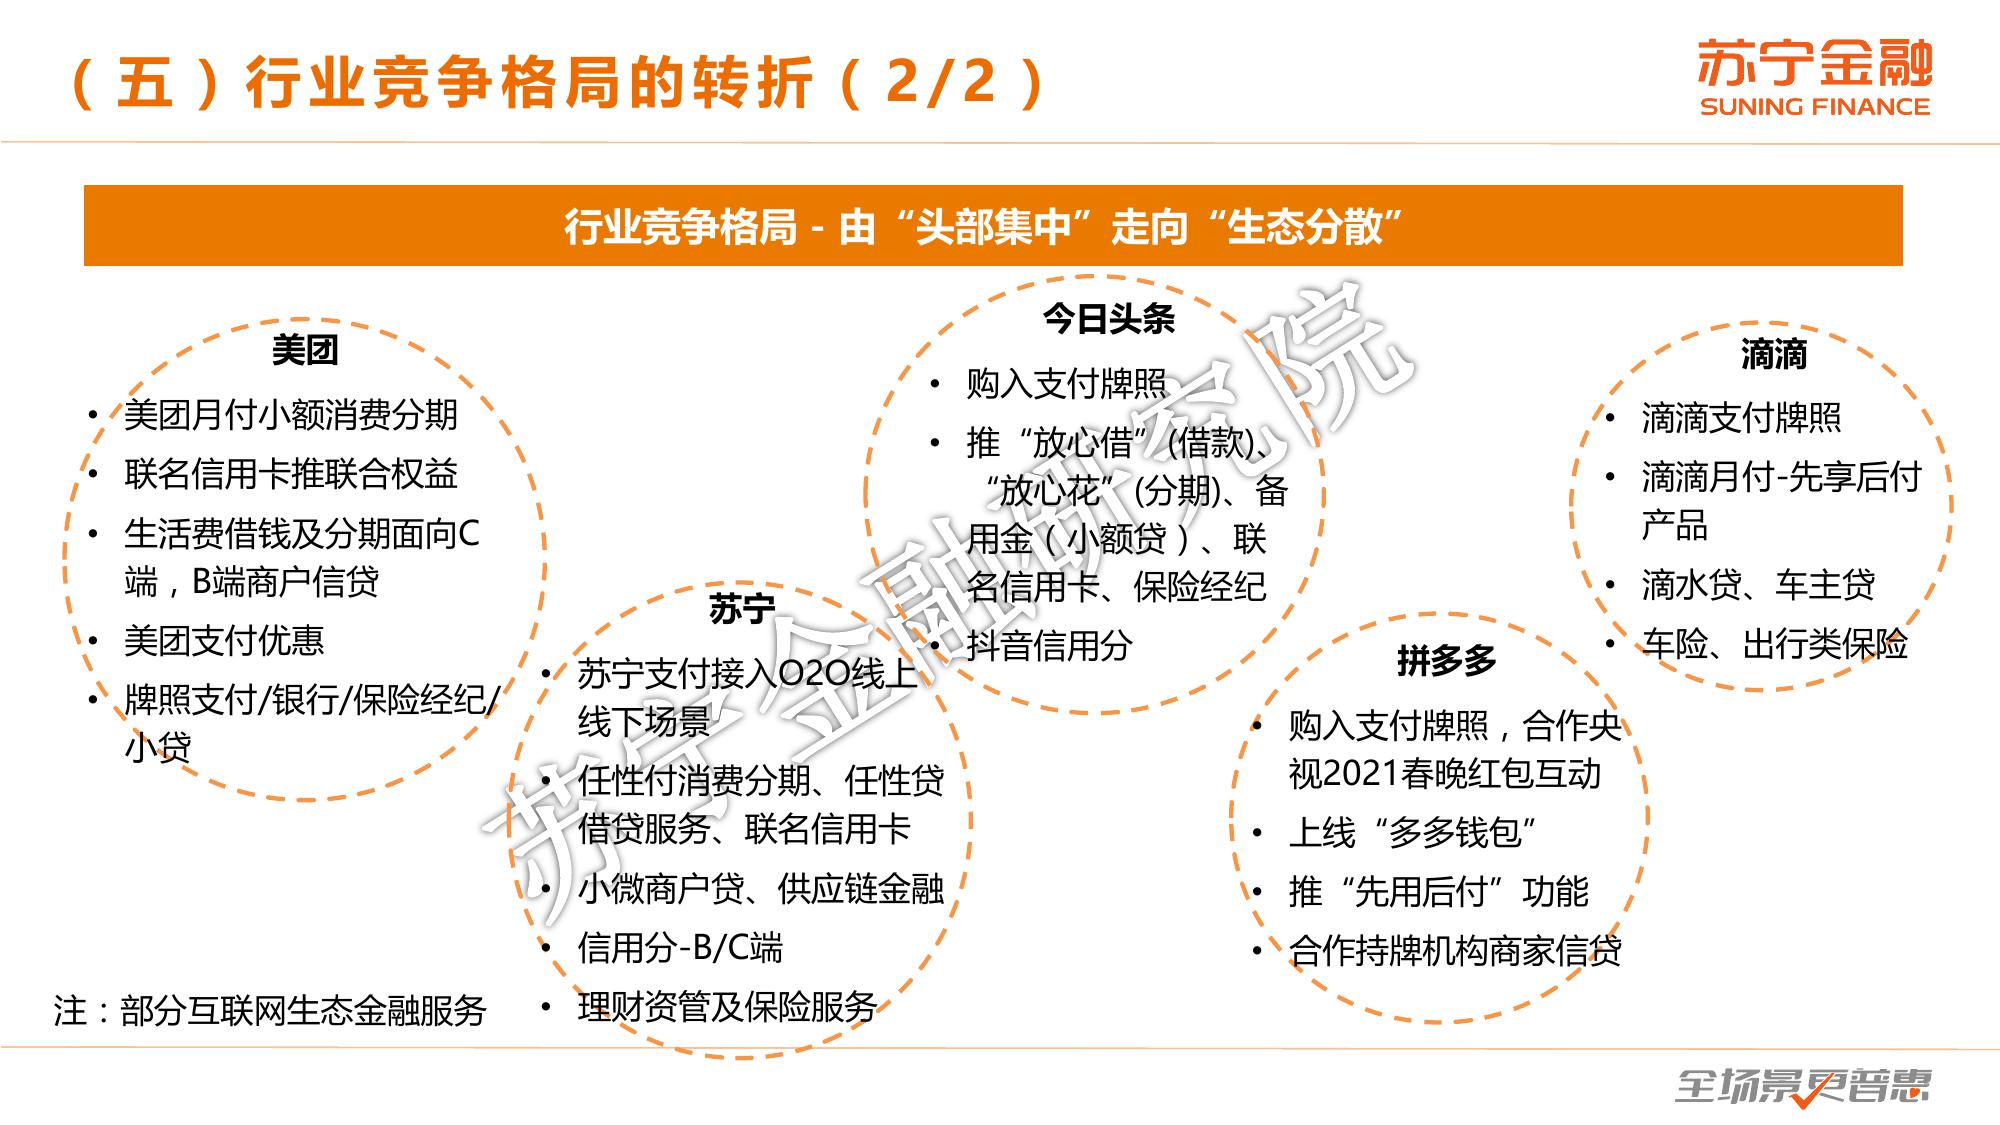 （五）行业竞争格局的转折（2/2）
苏宁金融
SUNING FINANCE
行业竞争格局 - 由“头部集中”走向“生态分散”
美团
• 美团月付小额消费分期
• 联名信用卡推联合权益
• 生活费借钱及分期面向C
端，B端商户信贷
• 美团支付优惠
• 牌照支付/银行/保险经纪/
小贷
苏宁
• 苏宁支付接入O2O线上
线下场景
• 任性付消费分期、任性贷
借贷服务、联名信用卡
• 小微商户贷、供应链金融
• 信用分-B/C端
• 理财资管及保险服务
今日头条
• 购入支付牌照
• 推“放心借”(借款)、
“放心花”(分期)、备
用金（小额贷）、联
名信用卡、保险经纪
• 抖音信用分
拼多多
• 购入支付牌照，合作央
视2021春晚红包互动
• 上线“多多钱包”
• 推“先用后付”功能
• 合作持牌机构商家信贷
滴滴
• 滴滴支付牌照
• 滴滴月付-先享后付
产品
• 滴水贷、车主贷
• 车险、出行类保险
苏宁金融研究院
注：部分互联网生态金融服务
全场景更普惠